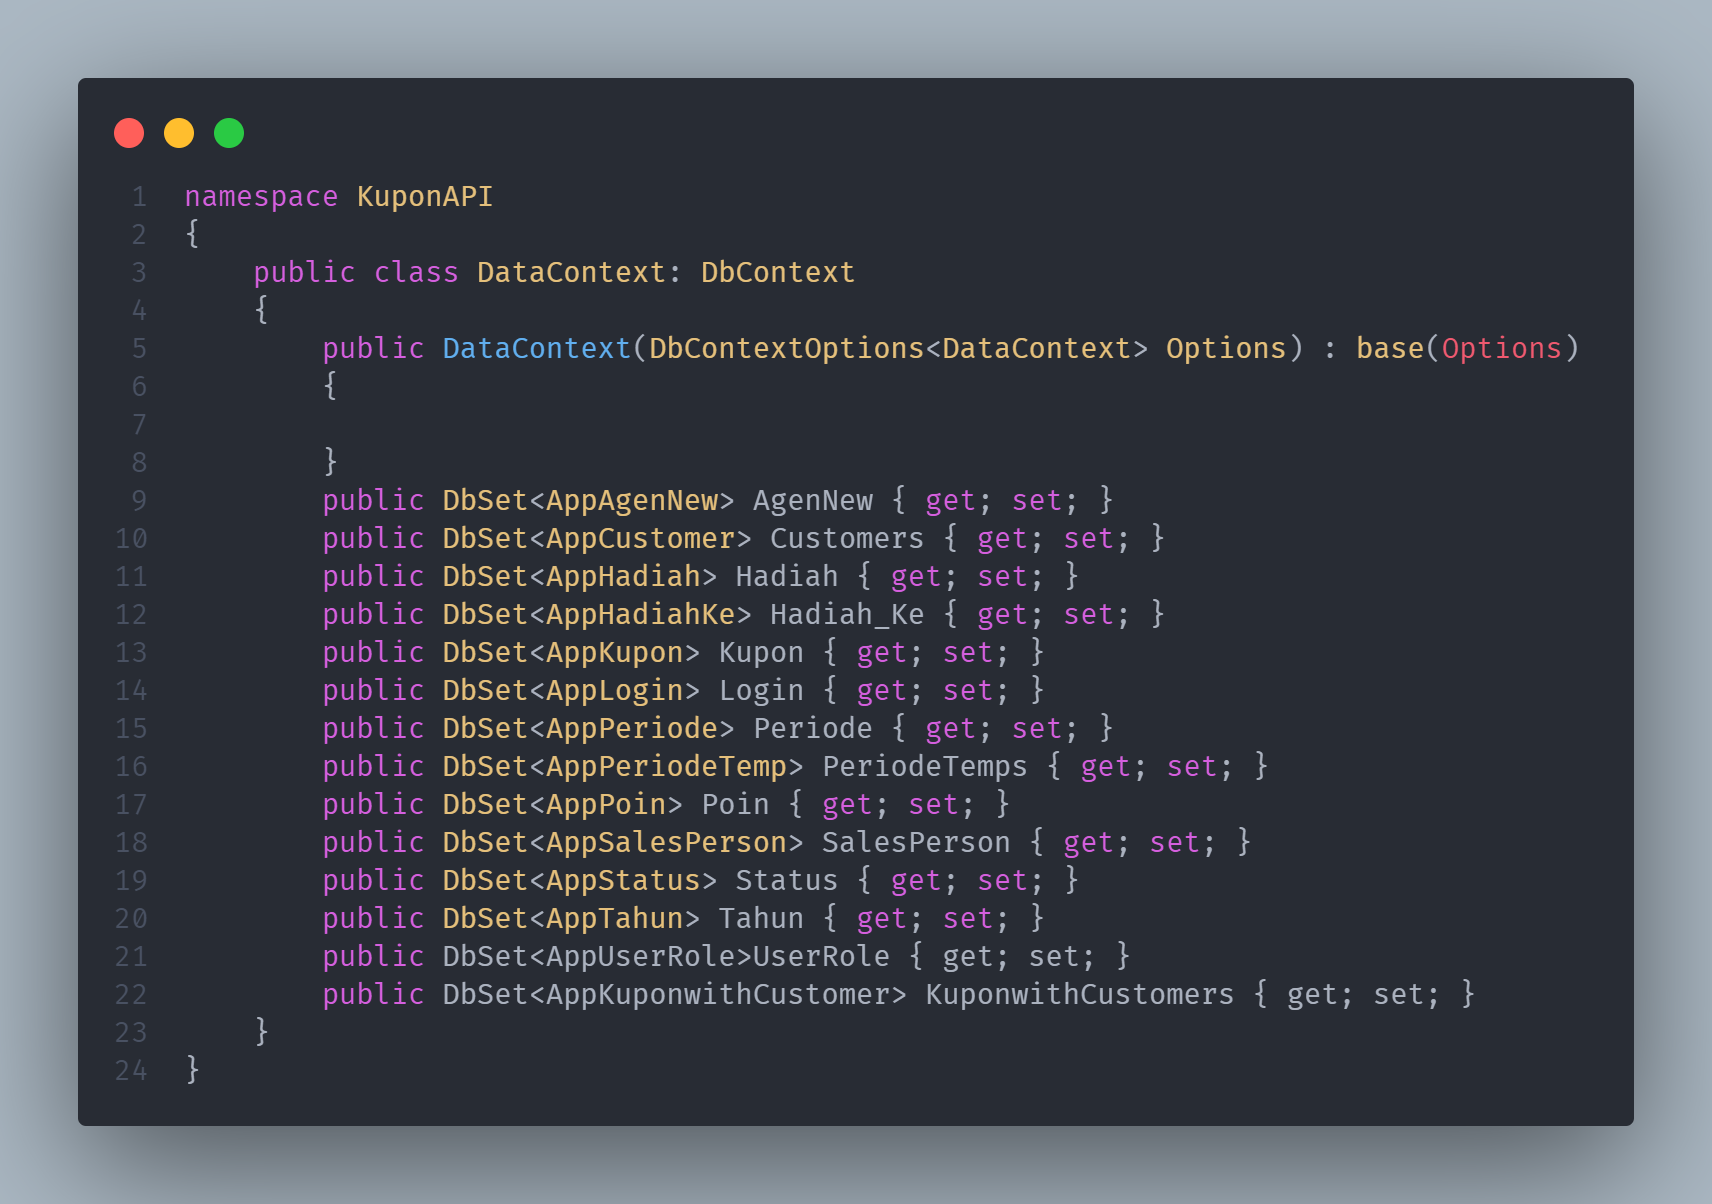 1 namespace KuponAPI
2 {
3     public class DataContext: DbContext
4     {
5         public DataContext(DbContextOptions<DataContext> Options) : base(Options)
6         {
7
8         }
9         public DbSet<AppAgenNew> AgenNew { get; set; }
10         public DbSet<AppCustomer> Customers { get; set; }
11         public DbSet<AppHadiah> Hadiah { get; set; }
12         public DbSet<AppHadiahKe> Hadiah_Ke { get; set; }
13         public DbSet<AppKupon> Kupon { get; set; }
14         public DbSet<AppLogin> Login { get; set; }
15         public DbSet<AppPeriode> Periode { get; set; }
16         public DbSet<AppPeriodeTemp> PeriodeTemps { get; set; }
17         public DbSet<AppPoin> Poin { get; set; }
18         public DbSet<AppSalesPerson> SalesPerson { get; set; }
19         public DbSet<AppStatus> Status { get; set; }
20         public DbSet<AppTahun> Tahun { get; set; }
21         public DbSet<AppUserRole>UserRole { get; set; }
22         public DbSet<AppKuponwithCustomer> KuponwithCustomers { get; set; }
23     }
24 }